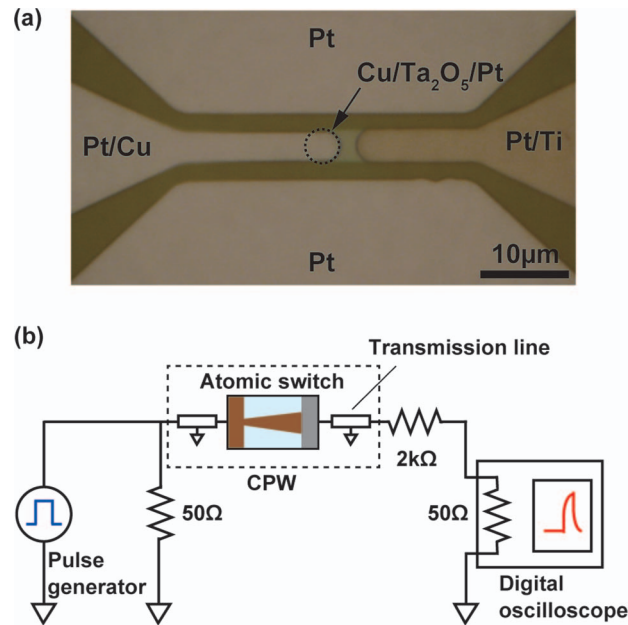 (a)
Pt
Cu/Ta₂O₅/Pt
Pt/Cu
Pt/Ti
Pt
10μm
(b)
Transmission line
Atomic switch
CPW
2kΩ
50Ω
50Ω
Pulse
generator
Digital
oscilloscope